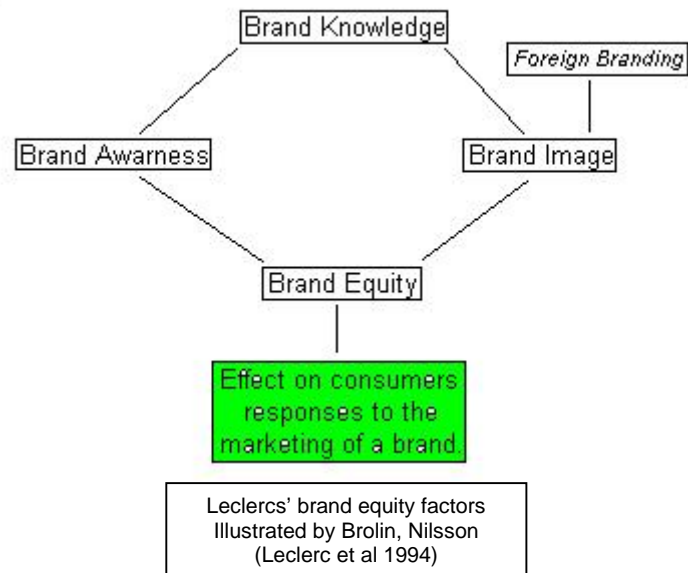 Brand Knowledge
Foreign Branding
Brand Awarness
Brand Image
Brand Equity
Effect on consumers
responses to the
marketing of a brand.
Leclercs’ brand equity factors
Illustrated by Brolin, Nilsson
(Leclerc et al 1994)